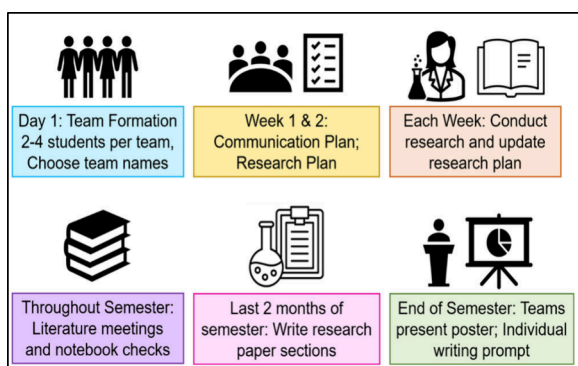 Day 1: Team Formation
2-4 students per team,
Choose team names
Week 1 & 2:
Communication Plan;
Research Plan
Each Week: Conduct
research and update
research plan
Throughout Semester:
Literature meetings
and notebook checks
Last 2 months of
semester: Write research
paper sections
End of Semester: Teams
present poster; Individual
writing prompt